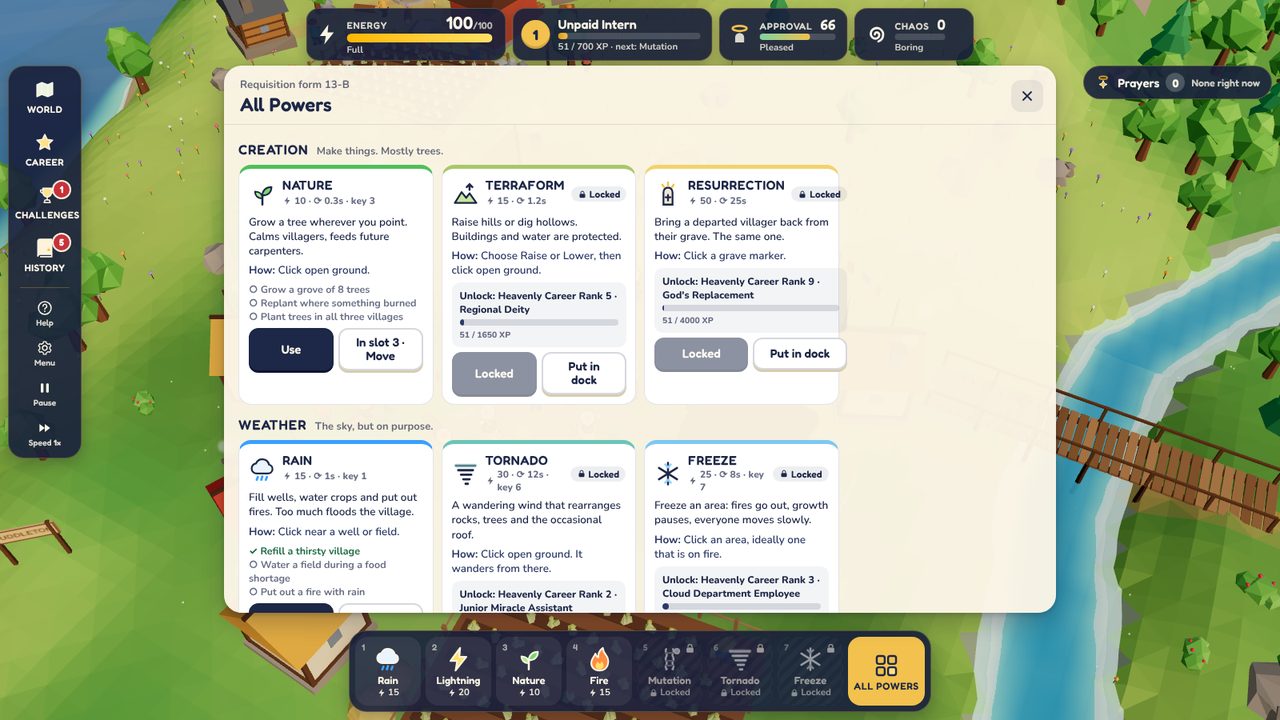 ENERGY 100/100
Full
1
Unpaid Intern
51 / 700 XP · next: Mutation
APPROVAL 66
Pleased
CHAOS 0
Boring
WORLD
CAREER
1
CHALLENGES
5
HISTORY
Help
Menu
Pause
Speed 1x
Prayers 0 None right now
Requisition form 13-B
All Powers
CREATION Make things. Mostly trees.
NATURE
10 · 0.3s · key 3
Grow a tree wherever you point.
Calms villagers, feeds future
carpenters.
How: Click open ground.
Grow a grove of 8 trees
Replant where something burned
Plant trees in all three villages
Use
In slot 3 ·
Move
TERRAFORM
Locked
15 · 1.2s
Raise hills or dig hollows.
Buildings and water are protected.
How: Choose Raise or Lower, then
click open ground.
Unlock: Heavenly Career Rank 5 ·
Regional Deity
51 / 1650 XP
Locked
Put in
dock
RESURRECTION
Locked
50 · 25s
Bring a departed villager back from
their grave. The same one.
How: Click a grave marker.
Unlock: Heavenly Career Rank 9 ·
God's Replacement
51 / 4000 XP
Locked
Put in dock
WEATHER The sky, but on purpose.
RAIN
15 · 1s · key 1
Fill wells, water crops and put out
fires. Too much floods the village.
How: Click near a well or field.
✓ Refill a thirsty village
Water a field during a food
shortage
Put out a fire with rain
TORNADO
Locked
30 · 12s ·
key 6
A wandering wind that rearranges
rocks, trees and the occasional
roof.
How: Click open ground. It
wanders from there.
Unlock: Heavenly Career Rank 2 ·
Junior Miracle Assistant
FREEZE
Locked
25 · 8s · key
7
Freeze an area: fires go out, growth
pauses, everyone moves slowly.
How: Click an area, ideally one
that is on fire.
Unlock: Heavenly Career Rank 3 ·
Cloud Department Employee
1
Rain
15
2
Lightning
20
3
Nature
10
4
Fire
15
5
Mutation
Locked
6
Tornado
Locked
7
Freeze
Locked
ALL POWERS